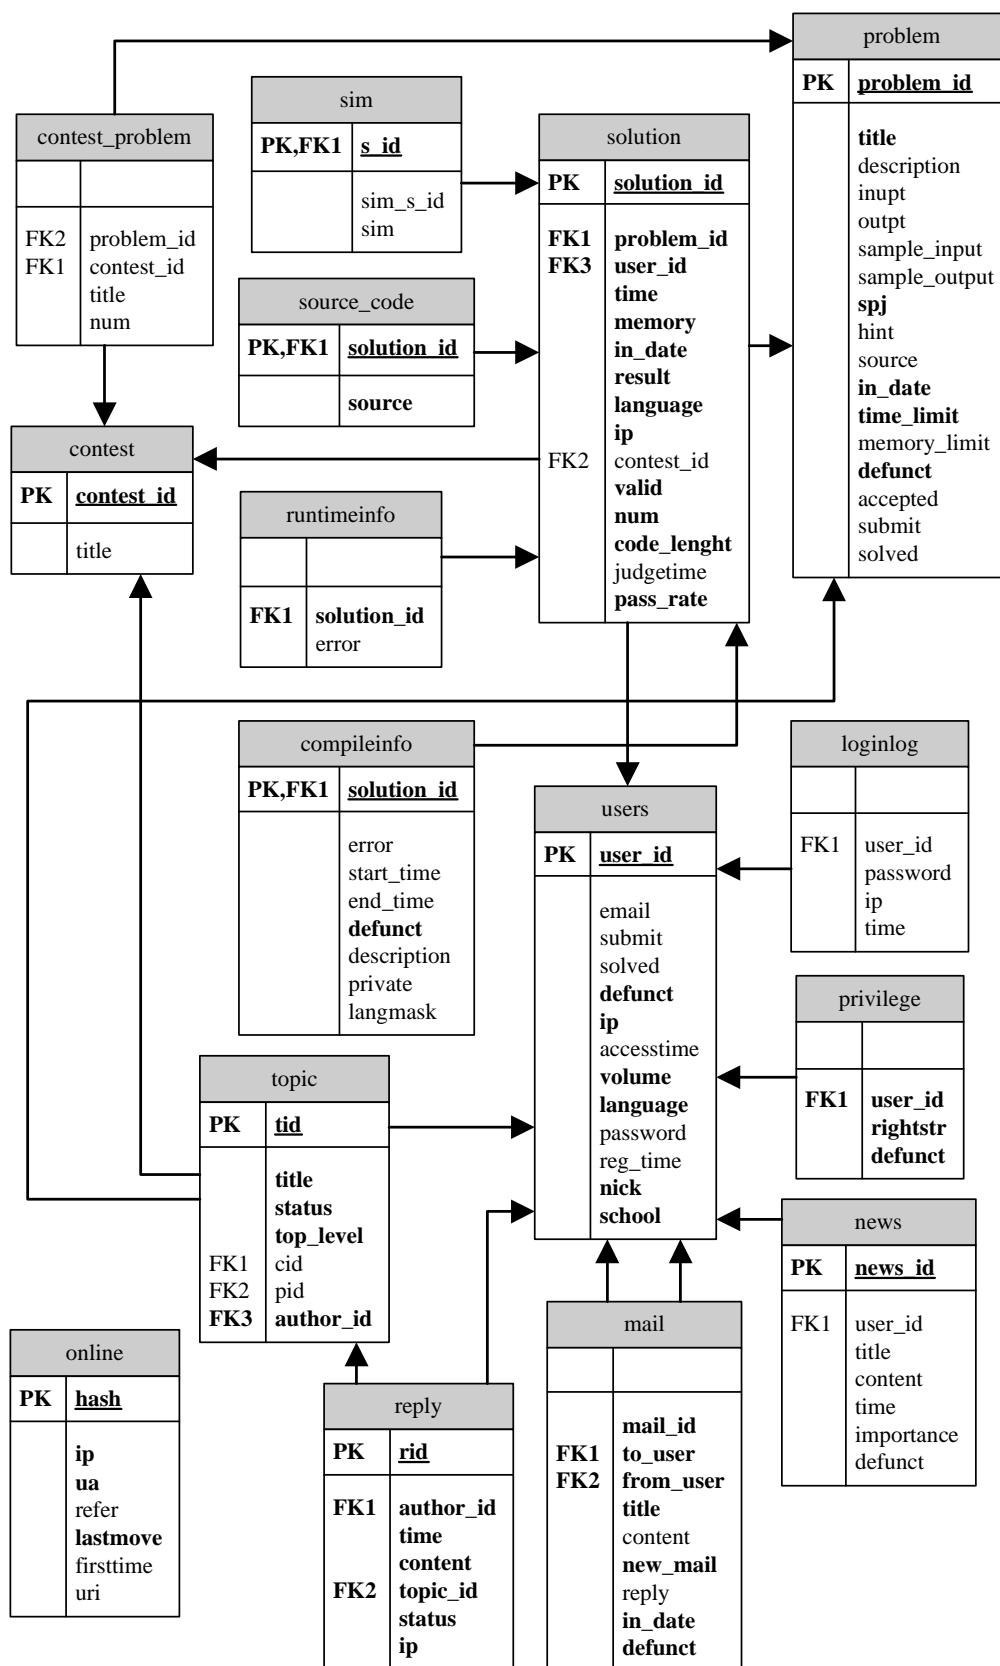 problem
PK problem_id
title
description
inupt
outpt
sample_input
sample_output
spj
hint
source
in_date
time_limit
memory_limit
defunct
accepted
submit
solved
sim
PK,FK1 s_id
sim_s_id
sim
contest_problem
FK2 problem_id
FK1 contest_id
title
num
solution
PK solution_id
FK1 problem_id
FK3 user_id
time
memory
in_date
result
language
ip
FK2 contest_id
valid
num
code_lenght
judgetime
pass_rate
source_code
PK,FK1 solution_id
source
contest
PK contest_id
title
runtimeinfo
FK1 solution_id
error
compileinfo
PK,FK1 solution_id
error
start_time
end_time
defunct
description
private
langmask
loginlog
FK1 user_id
password
ip
time
users
PK user_id
email
submit
solved
defunct
ip
accesstime
volume
language
password
reg_time
nick
school
privilege
FK1 user_id
rightstr
defunct
topic
PK tid
title
status
top_level
FK1 cid
FK2 pid
FK3 author_id
news
PK news_id
FK1 user_id
title
content
time
importance
defunct
mail
mail_id
FK1 to_user
FK2 from_user
title
content
new_mail
reply
in_date
defunct
online
PK hash
ip
ua
refer
lastmove
firsttime
uri
reply
PK rid
FK1 author_id
time
content
FK2 topic_id
status
ip